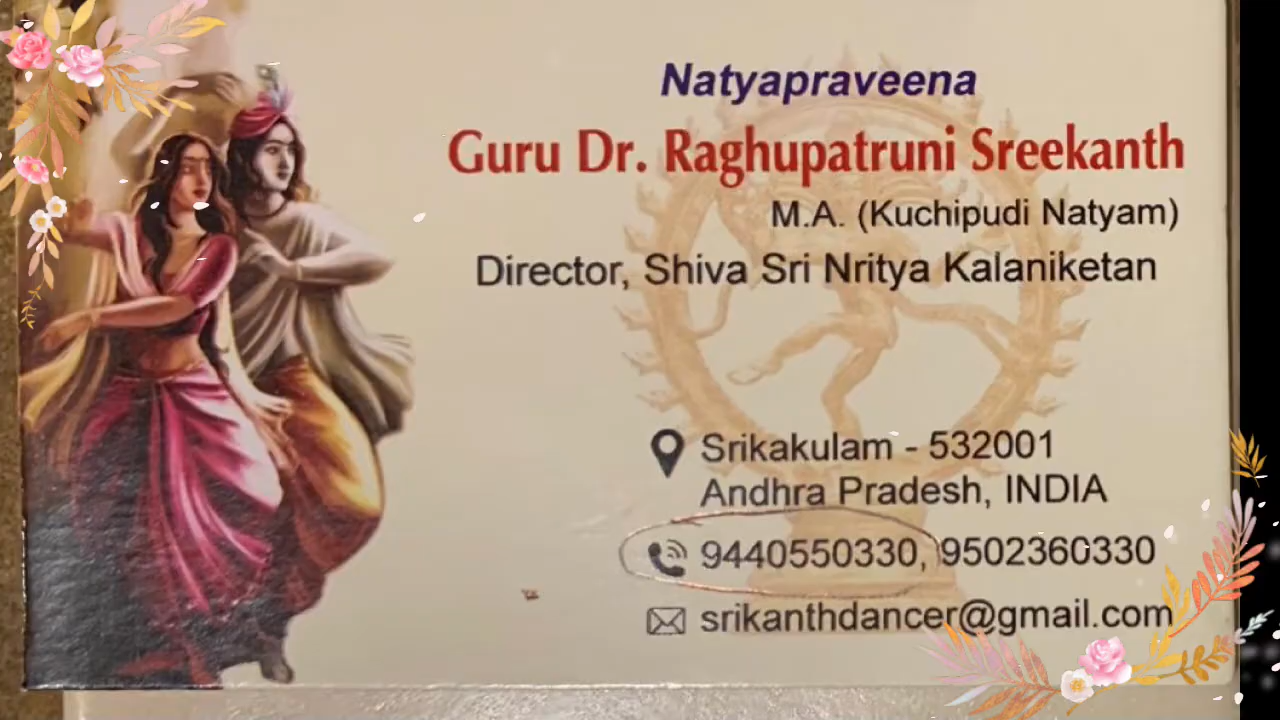 Natyapraveena
Guru Dr. Raghupatruni Sreekanth
M.A. (Kuchipudi Natyam)
Director, Shiva Sri Nritya Kalaniketan
Srikakulam - 532001
Andhra Pradesh, INDIA
9440550330, 9502360330
srikanthdancer@gmail.com